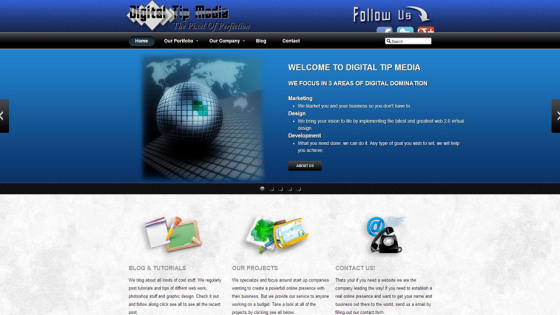 Digital Tip Media
The Pixel Of Perfection
Follow Us
Home Our Portfolio Our Company Blog Contact
Search
WELCOME TO DIGITAL TIP MEDIA
WE FOCUS IN 3 AREAS OF DIGITAL DOMINATION
Marketing
We Market you and your business so you don't have to.
Design
We bring your vision to life by implementing the latest and greatest web 2.0 virtual
design
Development
What you need done, we can do it. Any type of goal you wish to set, we will help
you achieve.
ABOUT US
BLOG & TUTORIALS
We blog about all kinds of cool stuff. We regularly
post tutorials and tips of diffrent web work,
photoshop stuff and graphic design. Check it out
and follow along click see all to see all the recent
post.
OUR PROJECTS
We specialize and focus around start up companies
wanting to create a powerful online presence with
their business. But we provide our service to anyone
working on a budget. Take a look at all of the
projects by clicking see all below
CONTACT US!
Thats you! if you need a website we are the
company leading the way! If you need to establish a
real online presence and want to get your name and
business out there to the world, send us a email by
filling out our contact form